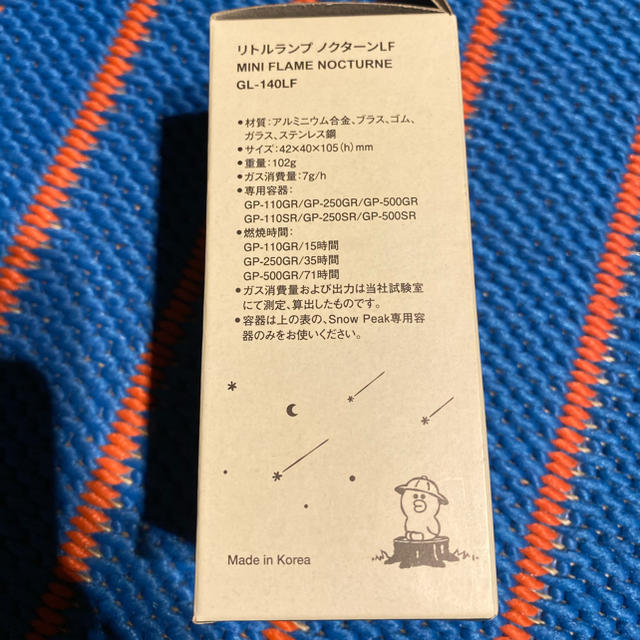 リトルランプ ノクターンLF
MINI FLAME NOCTURNE
GL-140LF
●材質:アルミニウム合金、ブラス、ゴム、
ガラス、ステンレス鋼
●サイズ:42×40×105(h)mm
●重量:102g
●ガス消費量:7g/h
●専用容器:
GP-110GR/GP-250GR/GP-500GR
GP-110SR/GP-250SR/GP-500SR
●燃焼時間:
GP-110GR/15時間
GP-250GR/35時間
GP-500GR/71時間
●ガス消費量および出力は当社試験室
にて測定、算出したものです。
●容器は上の表の、Snow Peak専用容
器のみをお使いください。
Made in Korea